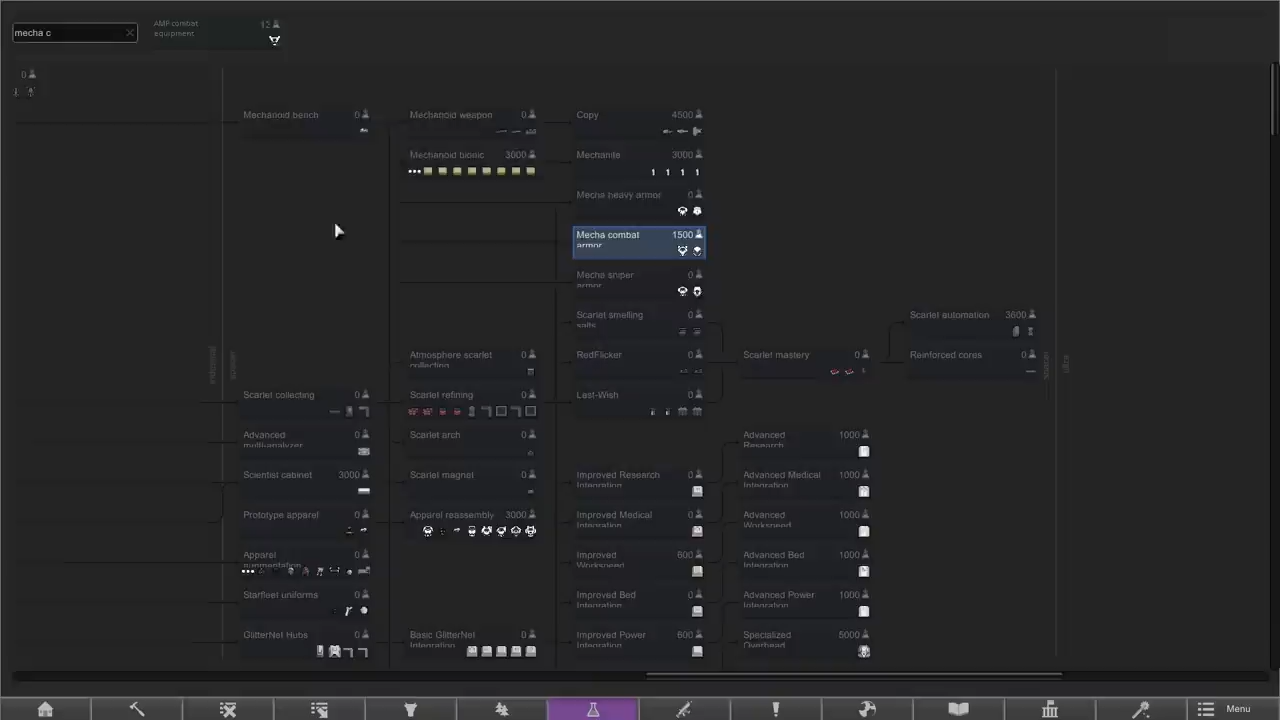 mecha c
AMP combat
equipment
12
0
Mechanoid bench 0
Mechanoid weapon 0
Copy 4500
Mechanoid bionic 3000
Mechanite 3000
Mecha heavy armor 0
Mecha combat
armor 1500
Mecha sniper
armor 0
Scarlet smelling
salts 0
Scarlet automation 3600
Atmosphere scarlet
collection 0
RedFlicker 0
Scarlet mastery 0
Reinforced cores 0
Scarlet collecting 0
Scarlet refining 0
Last-Wish 0
Advanced
multi-analyzer 0
Scarlet arch 0
Advanced
Research 1000
Scientist cabinet 3000
Scarlet magnet 0
Improved Research
Integration 0
Advanced Medical
Integration 1000
Prototype apparel 0
Apparel reassembly 3000
Improved Medical
Integration 0
Advanced
Workspeed 1000
Apparel
augmentation 0
Improved
Workspeed 600
Advanced Bed
Integration 1000
Starfleet uniforms 0
Improved Bed
Integration 0
Advanced Power
Integration 1000
GlitterNet Hubs 0
Basic GlitterNet
Integration 0
Improved Power
Integration 600
Specialized
Overhead 5000
Menu